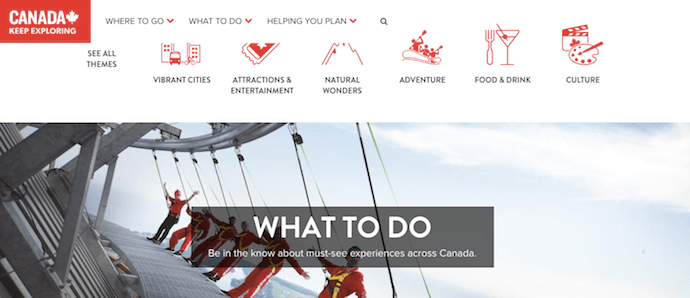 CANADA
KEEP EXPLORING
WHERE TO GO
WHAT TO DO
HELPING YOU PLAN
SEE ALL
THEMES
VIBRANT CITIES
ATTRACTIONS &
ENTERTAINMENT
NATURAL
WONDERS
ADVENTURE
FOOD & DRINK
CULTURE
WHAT TO DO
Be in the know about must-see experiences across Canada.